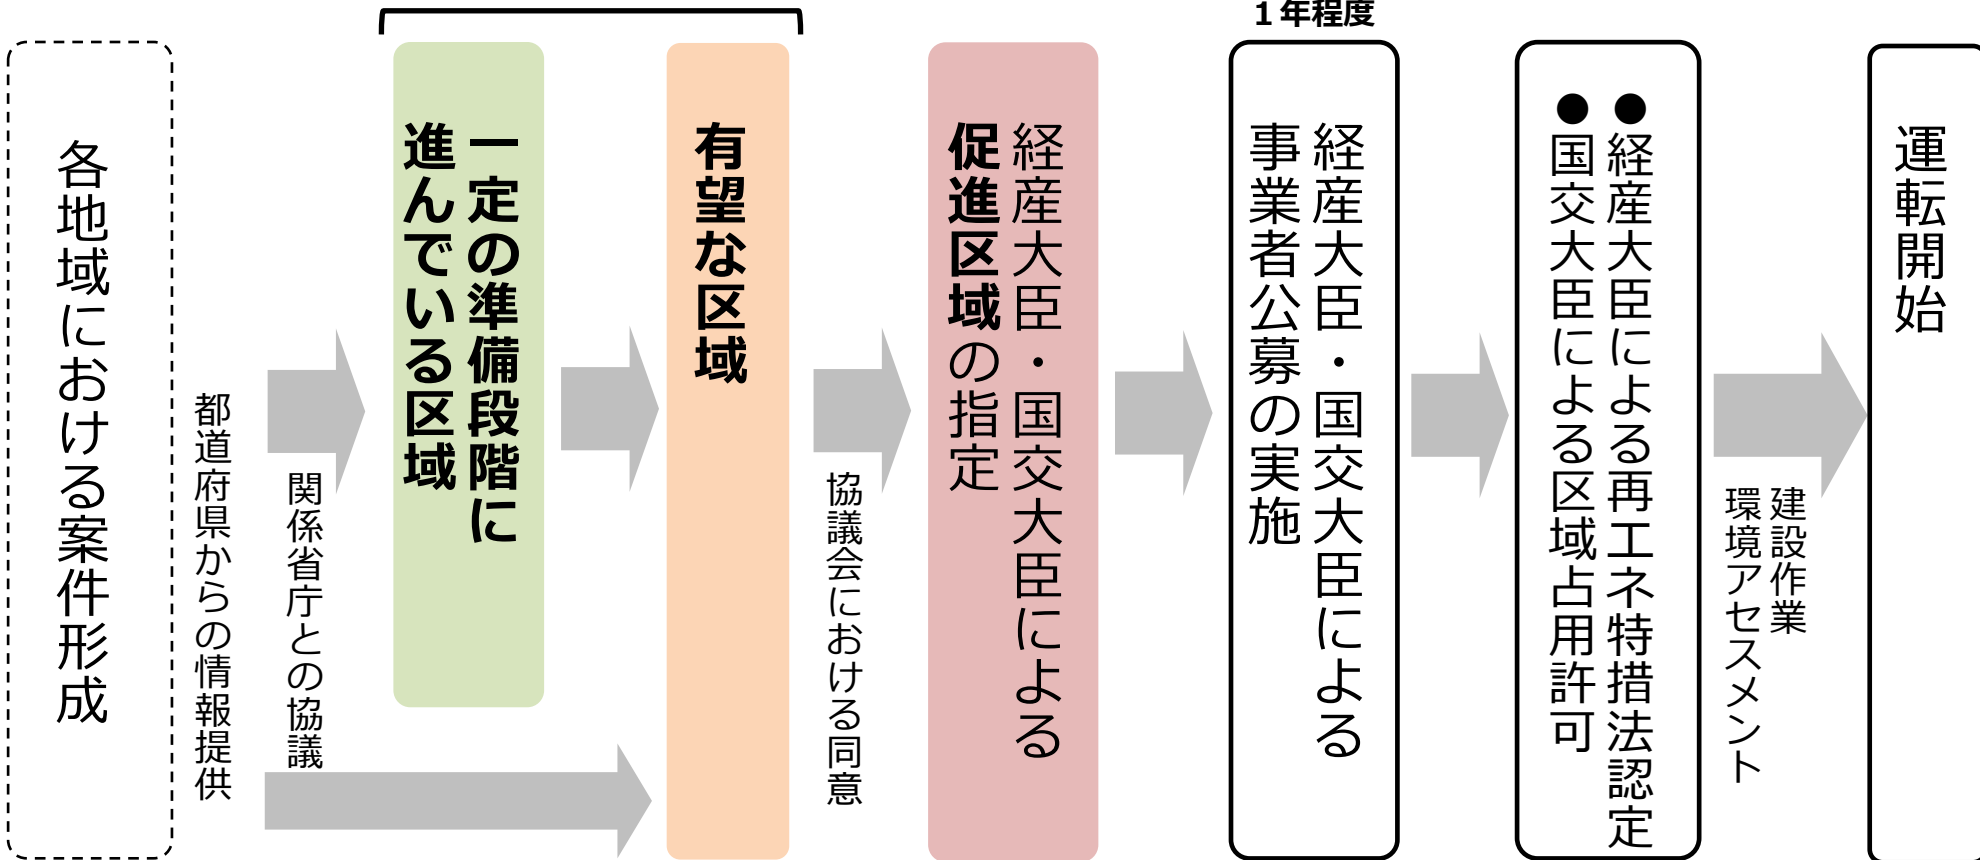 1年程度
各地域における案件形成
都道府県からの情報提供
関係省庁との協議
一定の準備段階に
進んでいる区域
有望な区域
協議会における同意
経産大臣・国交大臣による
促進区域の指定
経産大臣・国交大臣による
事業者公募の実施
●経産大臣による再エネ特措法認定
●国交大臣による区域占用許可
建設作業
環境アセスメント
運転開始